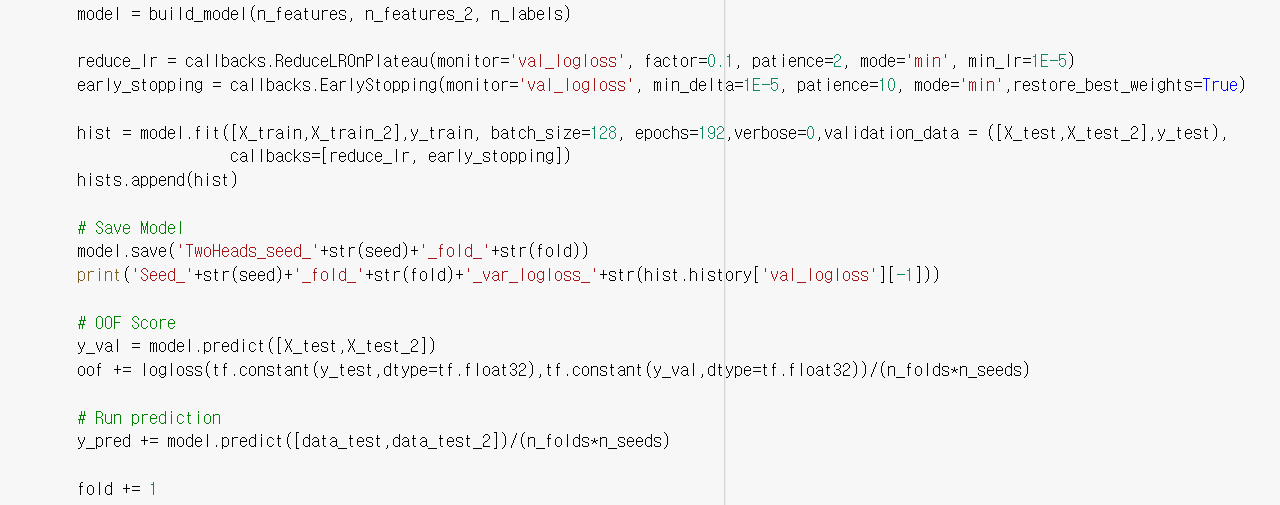 model = build_model(n_features, n_features_2, n_labels)
reduce_lr = callbacks.ReduceLROnPlateau(monitor='val_logloss', factor=0.1, patience=2, mode='min', min_lr=1E-5)
early_stopping = callbacks.EarlyStopping(monitor='val_logloss', min_delta=1E-5, patience=10, mode='min',restore_best_weights=True)
hist = model.fit([X_train,X_train_2],y_train, batch_size=128, epochs=192,verbose=0,validation_data = ([X_test,X_test_2],y_test),
callbacks=[reduce_lr, early_stopping])
hists.append(hist)
# Save Model
model.save('TwoHeads_seed_'+str(seed)+'_fold_'+str(fold))
print('Seed_'+str(seed)+'_fold_'+str(fold)+'_var_logloss_'+str(hist.history['val_logloss'][-1]))
# OOF Score
y_val = model.predict([X_test,X_test_2])
oof += logloss(tf.constant(y_test,dtype=tf.float32),tf.constant(y_val,dtype=tf.float32))/(n_folds*n_seeds)
# Run prediction
y_pred += model.predict([data_test,data_test_2])/(n_folds*n_seeds)
fold += 1